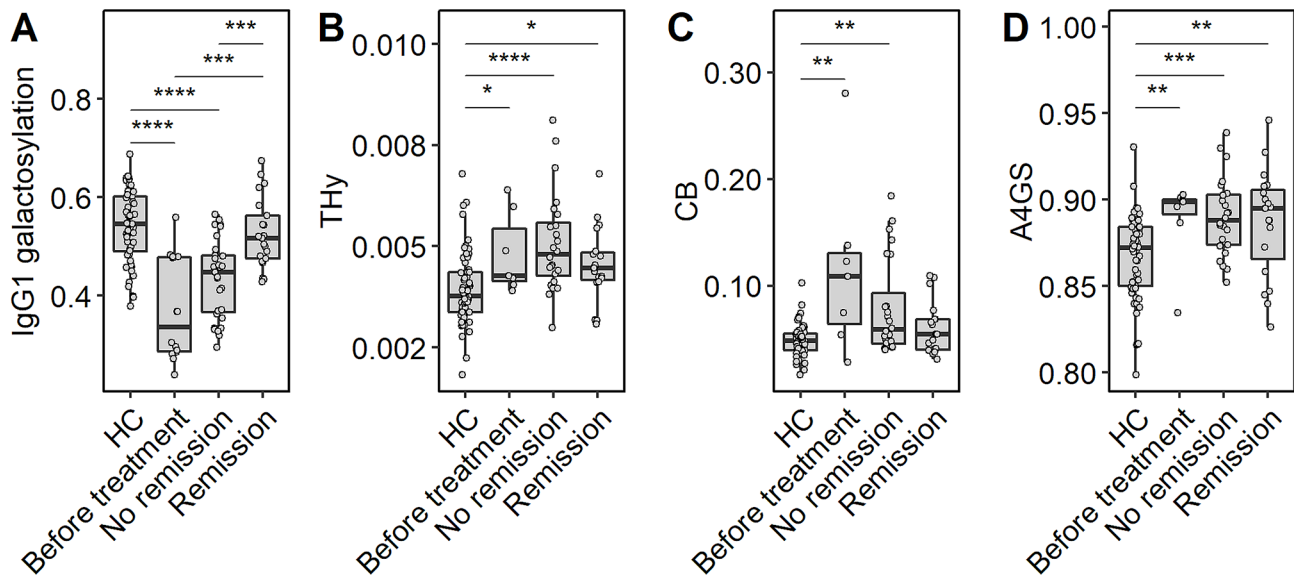 A
IgG1 galactosylation
0.8
0.6
0.4
****
****
***
***
HC
Before treatment
No remission
Remission
B
THy
0.010
0.008
0.005
0.002
*
****
*
HC
Before treatment
No remission
Remission
C
CB
0.30
0.20
0.10
**
**
HC
Before treatment
No remission
Remission
D
A4GS
1.00
0.95
0.90
0.85
0.80
**
***
**
HC
Before treatment
No remission
Remission